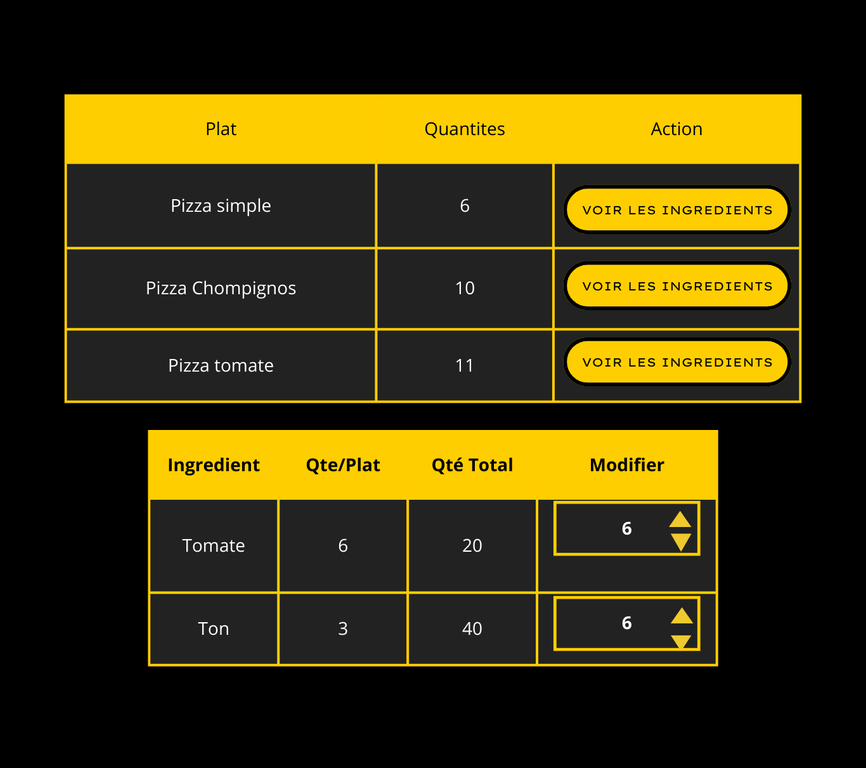 Plat Quantites Action
Pizza simple 6 VOIR LES INGREDIENTS
Pizza Chompignos 10 VOIR LES INGREDIENTS
Pizza tomate 11 VOIR LES INGREDIENTS
Ingredient Qte/Plat Qté Total Modifier
Tomate 6 20 6
Ton 3 40 6